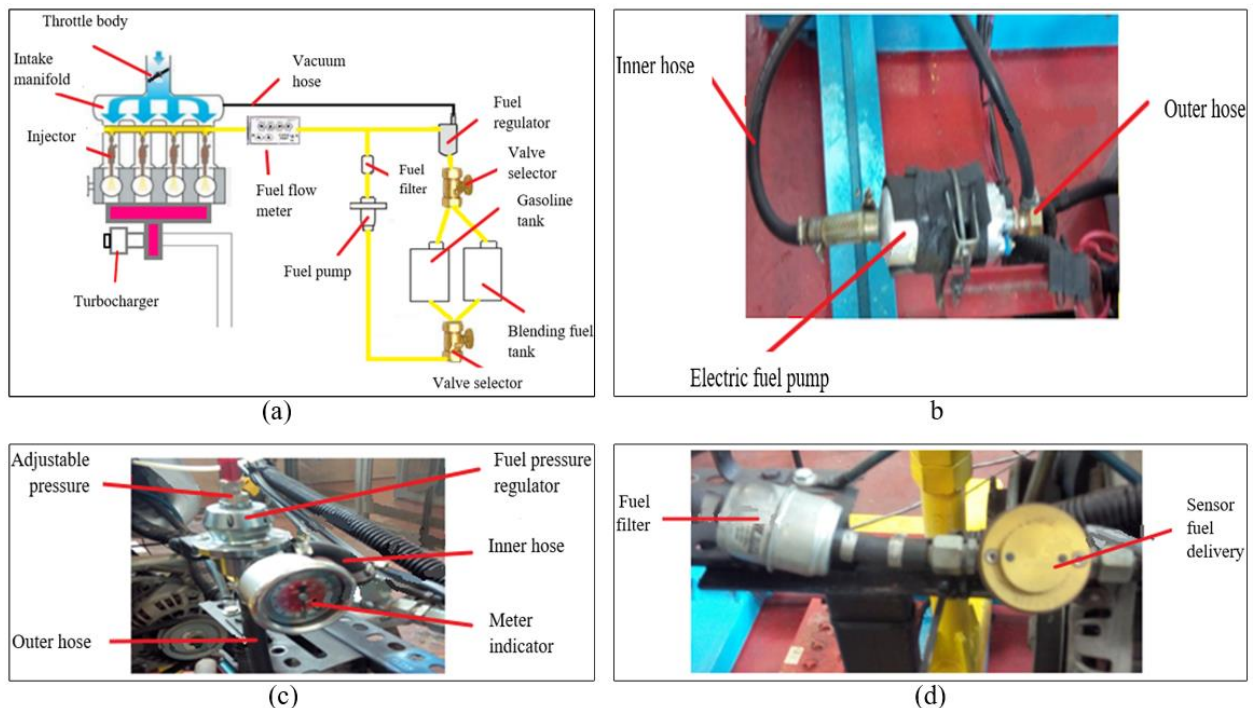 Throttle body
Intake
manifold
Injector
Vacuum
hose
Fuel
regulator
Valve
selector
Fuel
filter
Fuel flow
meter
Gasoline
tank
Fuel pump
Turbocharger
Blending fuel
tank
Valve selector
(a)
Inner hose
Outer hose
Electric fuel pump
b
Adjustable
pressure
Fuel pressure
regulator
Inner hose
Outer hose
Meter
indicator
(c)
Fuel
filter
Sensor
fuel
delivery
(d)